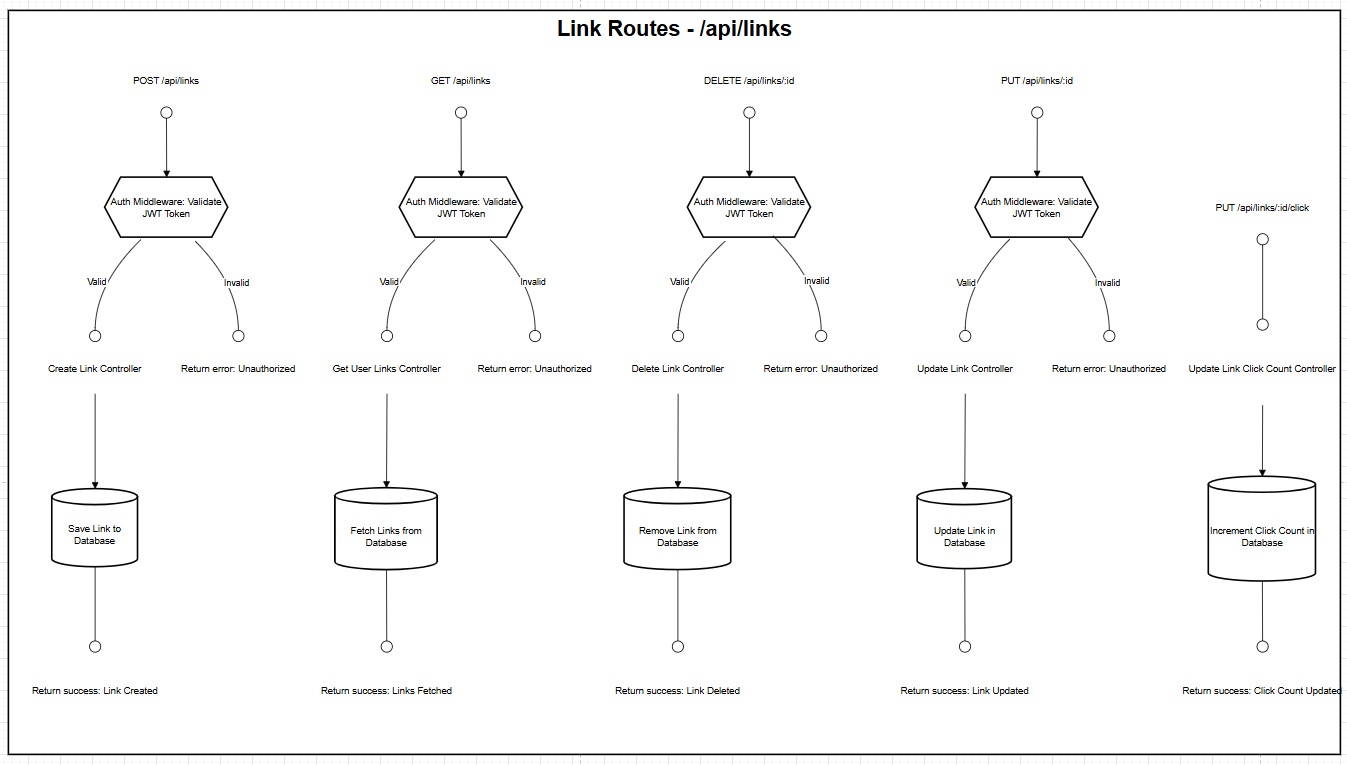 Link Routes - /api/links
POST /api/links
GET /api/links
DELETE /api/links/:id
PUT /api/links/:id
Auth Middleware: Validate
JWT Token
Auth Middleware: Validate
JWT Token
Auth Middleware: Validate
JWT Token
Auth Middleware: Validate
JWT Token
PUT /api/links/:id/click
Valid
Invalid
Valid
Invalid
Valid
Invalid
Valid
Invalid
Create Link Controller
Return error: Unauthorized
Get User Links Controller
Return error: Unauthorized
Delete Link Controller
Return error: Unauthorized
Update Link Controller
Return error: Unauthorized
Update Link Click Count Controller
Save Link to
Database
Fetch Links from
Database
Remove Link from
Database
Update Link in
Database
Increment Click Count in
Database
Return success: Link Created
Return success: Links Fetched
Return success: Link Deleted
Return success: Link Updated
Return success: Click Count Updated